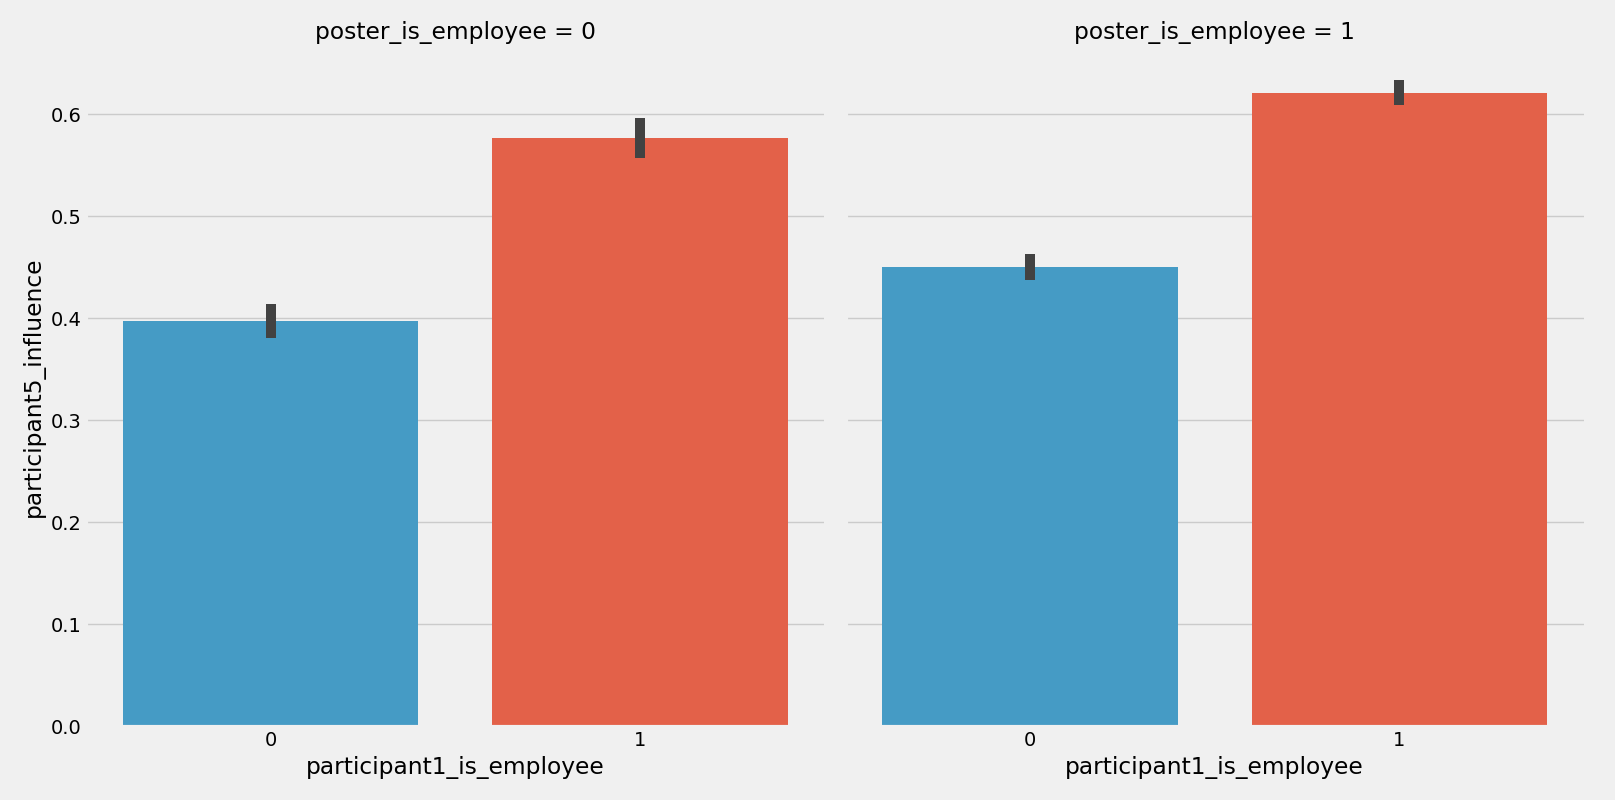 poster_is_employee = 0
poster_is_employee = 1
participant5_influence
0.6
0.5
0.4
0.3
0.2
0.1
0.0
0
1
0
1
participant1_is_employee
participant1_is_employee